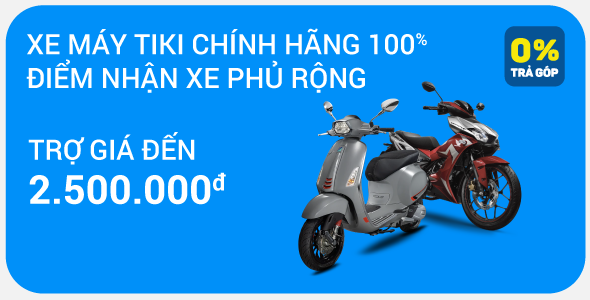 XE MÁY TIKI CHÍNH HÃNG 100%
ĐIỂM NHẬN XE PHỦ RỘNG
0%
TRẢ GÓP
TRỢ GIÁ ĐẾN
2.500.000đ